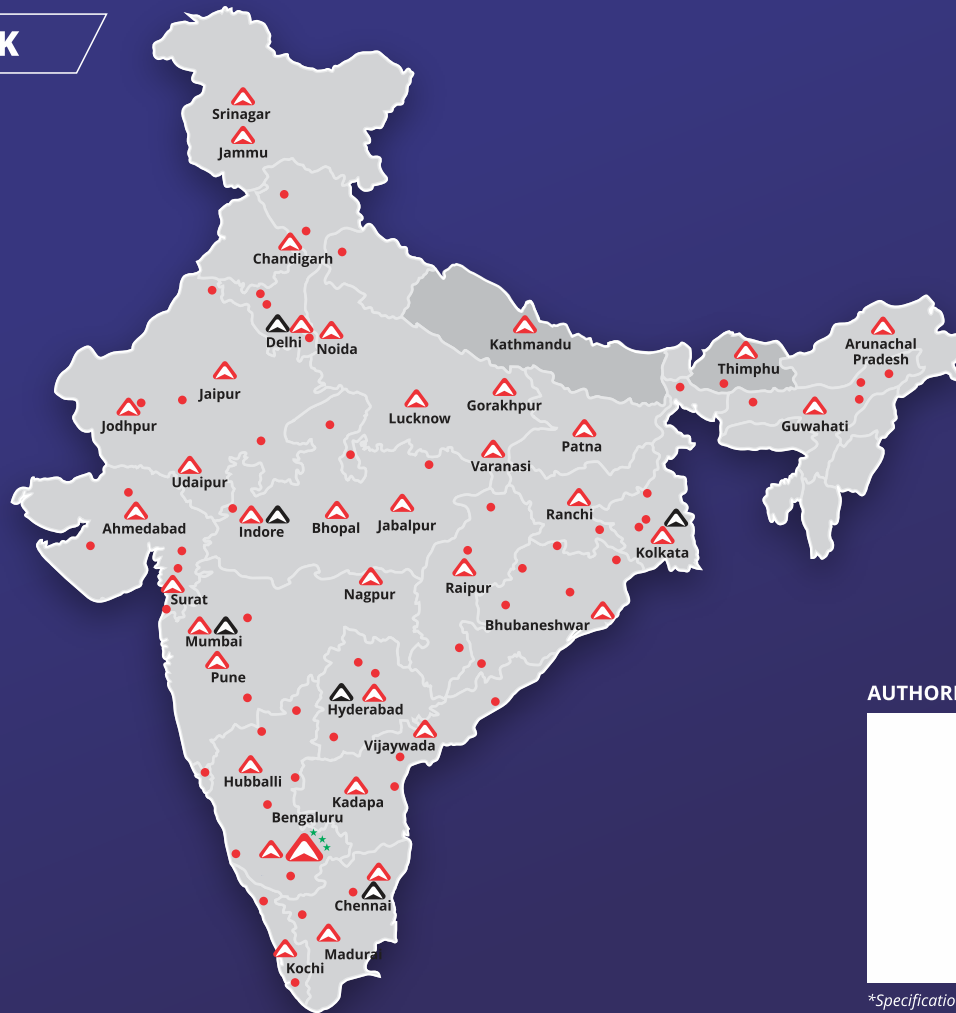 K
Srinagar
Jammu
Chandigarh
Delhi
Noida
Kathmandu
Thimphu
Arunachal
Pradesh
Jaipur
Jodhpur
Lucknow
Gorakhpur
Guwahati
Patna
Varanasi
Udaipur
Ahmedabad
Indore
Bhopal
Jabalpur
Ranchi
Kolkata
Surat
Nagpur
Raipur
Bhubaneshwar
Mumbai
Pune
Hyderabad
AUTHORI
Vijaywada
Hubballi
Kadapa
Bengaluru
Chennai
Madurai
Kochi
*Specificatio